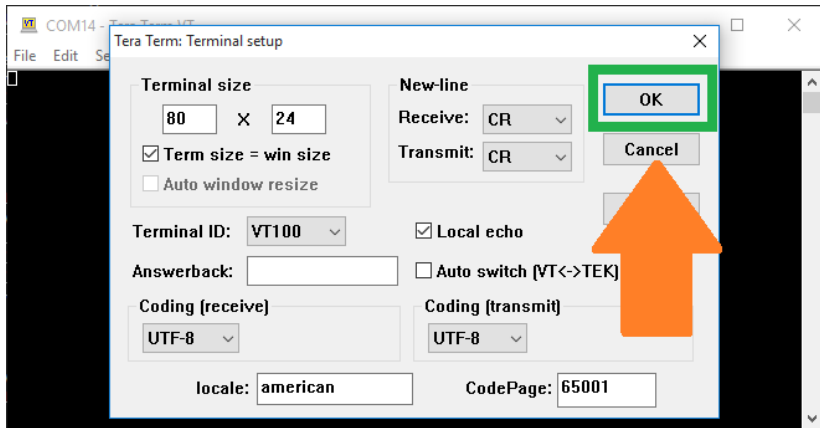 VT COM14 - Tera Term VT
File Edit Se
Tera Term: Terminal setup
Terminal size
80 X 24
Term size = win size
Auto window resize
New-line
Receive: CR
Transmit: CR
OK
Cancel
Terminal ID: VT100
Local echo
Answerback:
Auto switch (VT<->TEK)
Coding (receive)
UTF-8
Coding (transmit)
UTF-8
locale: american
CodePage: 65001